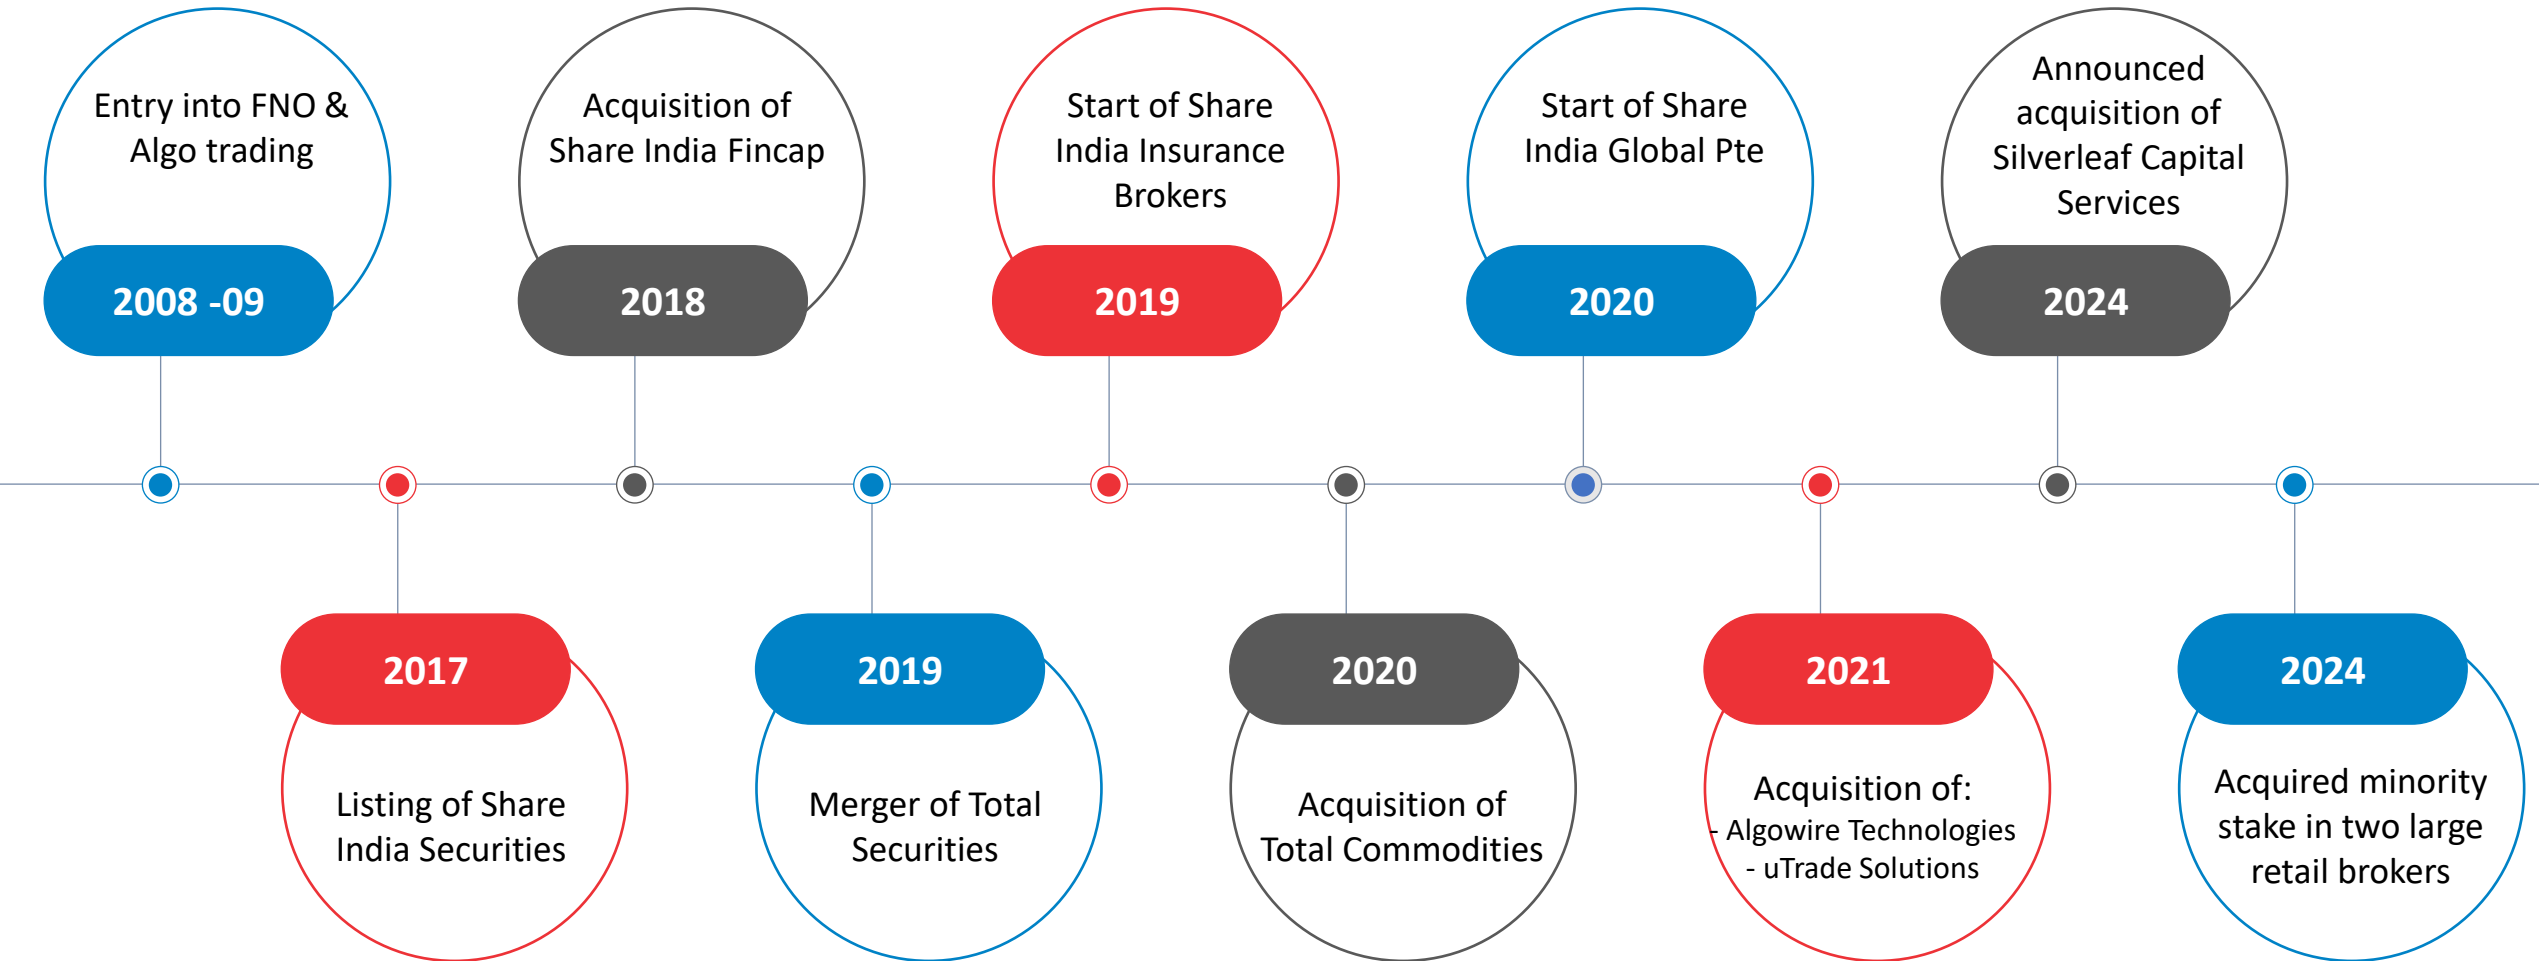 Entry into FNO &
Algo trading
2008 -09
2017
Listing of Share
India Securities
Acquisition of
Share India Fincap
2018
2019
Merger of Total
Securities
Start of Share
India Insurance
Brokers
2019
2020
Acquisition of
Total Commodities
Start of Share
India Global Pte
2020
2021
Acquisition of:
- Algowire Technologies
- uTrade Solutions
Announced
acquisition of
Silverleaf Capital
Services
2024
2024
Acquired minority
stake in two large
retail brokers